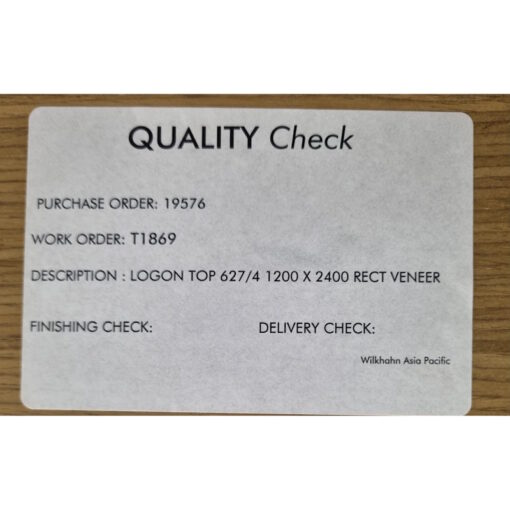 QUALITY Check
PURCHASE ORDER: 19576
WORK ORDER: T1869
DESCRIPTION : LOGON TOP 627/4 1200 X 2400 RECT VENEER
FINISHING CHECK: DELIVERY CHECK:
Wilkhahn Asia Pacific